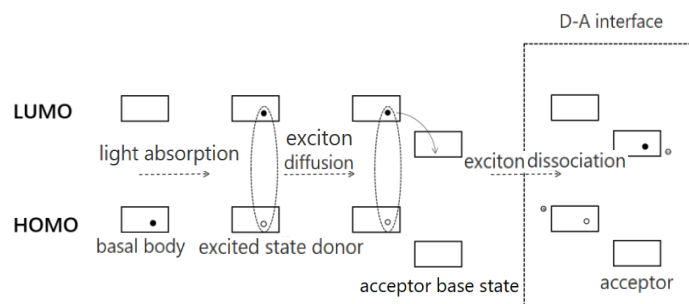 D-A interface
LUMO
light absorption
exciton
diffusion
exciton dissociation
HOMO
basal body
excited state donor
acceptor base state
acceptor